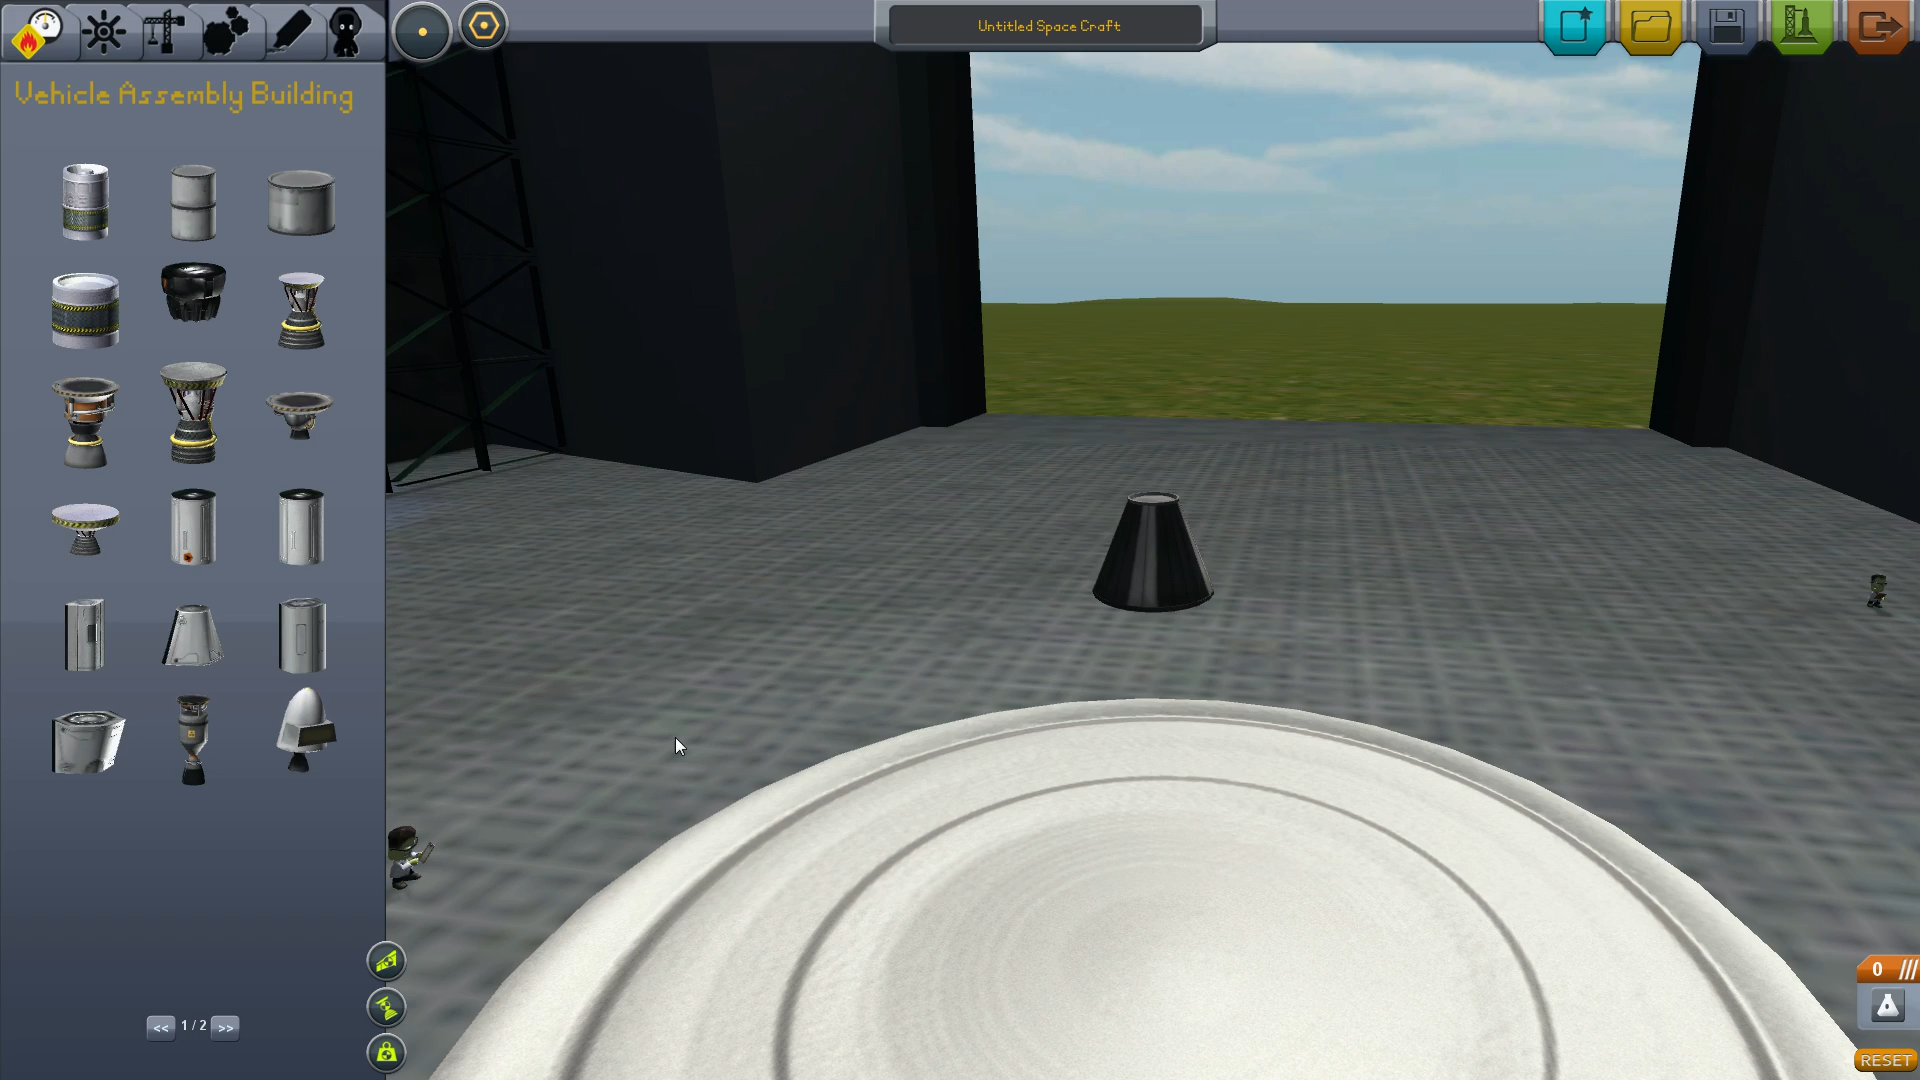 Untitled Space Craft
Vehicle Assembly Building
0
<< 1 / 2 >>
RESET